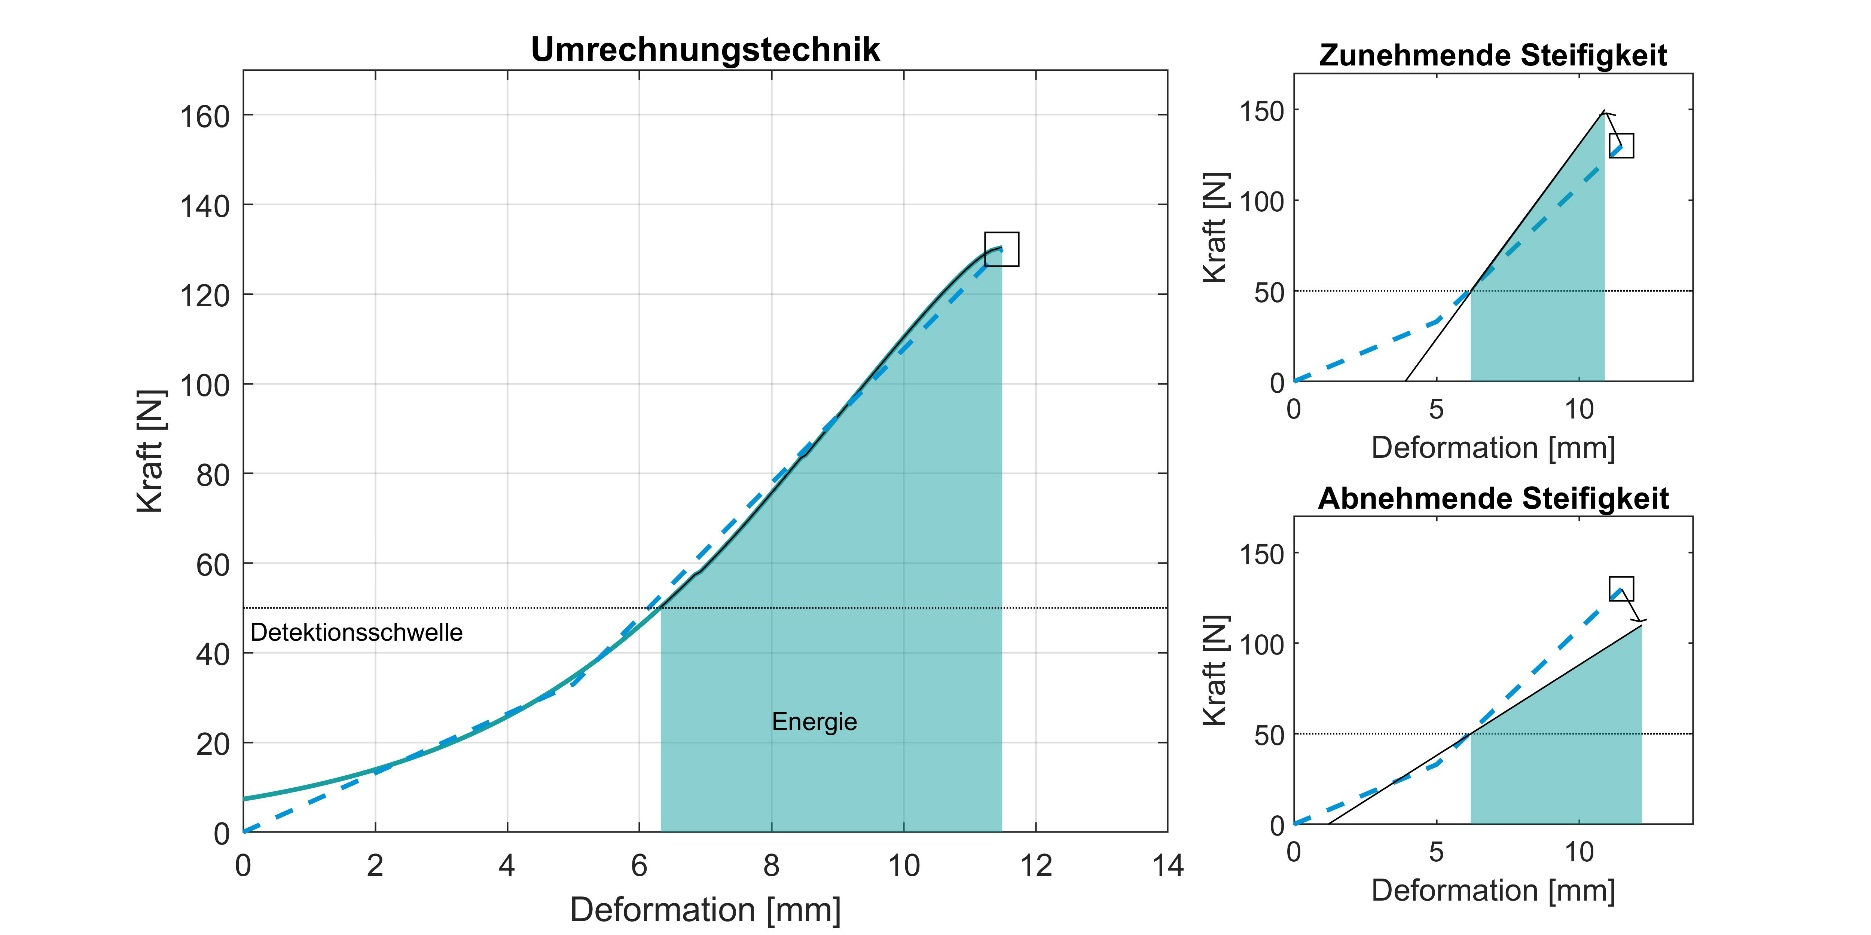 Umrechnungstechnik
160
140
120
100
80
60
40
20
0
Kraft [N]
Detektionsschwelle
Energie
0 2 4 6 8 10 12 14
Deformation [mm]
Zunehmende Steifigkeit
150
100
50
0
Kraft [N]
0 5 10
Deformation [mm]
Abnehmende Steifigkeit
150
100
50
0
Kraft [N]
0 5 10
Deformation [mm]